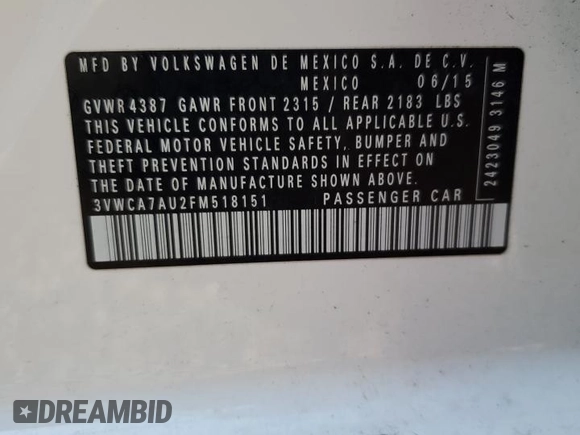 MFD BY VOLKSWAGEN DE MEXICO S.A. DE C.V.
MEXICO 06/15
GVWR 4387 GAWR FRONT 2315 / REAR 2183 LBS
THIS VEHICLE CONFORMS TO ALL APPLICABLE U.S.
FEDERAL MOTOR VEHICLE SAFETY, BUMPER AND
THEFT PREVENTION STANDARDS IN EFFECT ON
THE DATE OF MANUFACTURE SHOWN ABOVE.
3VWCA7AU2FM518151 PASSENGER CAR
2423049 3146 M
DREAMBID